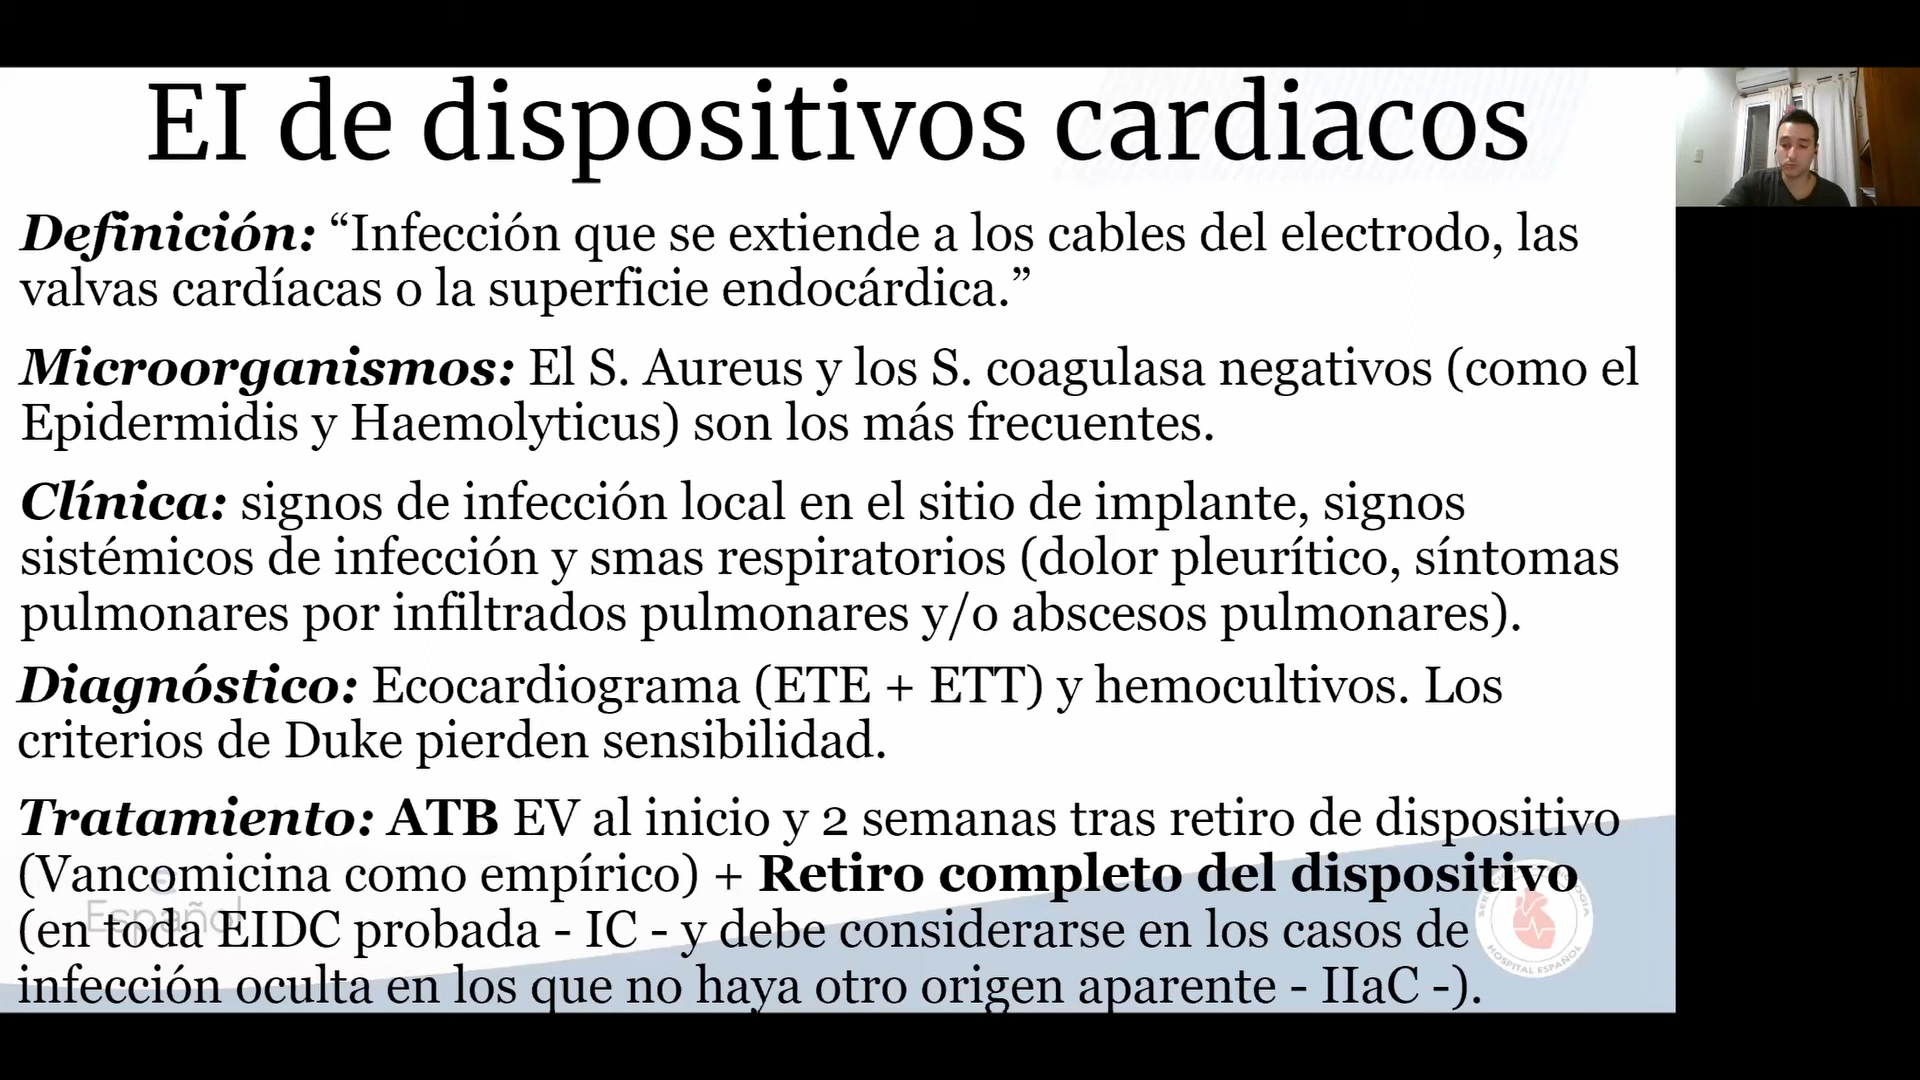 EI de dispositivos cardiacos
Definición: “Infección que se extiende a los cables del electrodo, las
valvas cardíacas o la superficie endocárdica.”
Microorganismos: El S. Aureus y los S. coagulasa negativos (como el
Epidermidis y Haemolyticus) son los más frecuentes.
Clínica: signos de infección local en el sitio de implante, signos
sistémicos de infección y smas respiratorios (dolor pleurítico, síntomas
pulmonares por infiltrados pulmonares y/o abscesos pulmonares).
Diagnóstico: Ecocardiograma (ETE + ETT) y hemocultivos. Los
criterios de Duke pierden sensibilidad.
Tratamiento: ATB EV al inicio y 2 semanas tras retiro de dispositivo
(Vancomicina como empírico) + Retiro completo del dispositivo
(en toda EIDC probada - IC - y debe considerarse en los casos de
infección oculta en los que no haya otro origen aparente - IIaC -).
Español
HOSPITAL ESPAÑOL